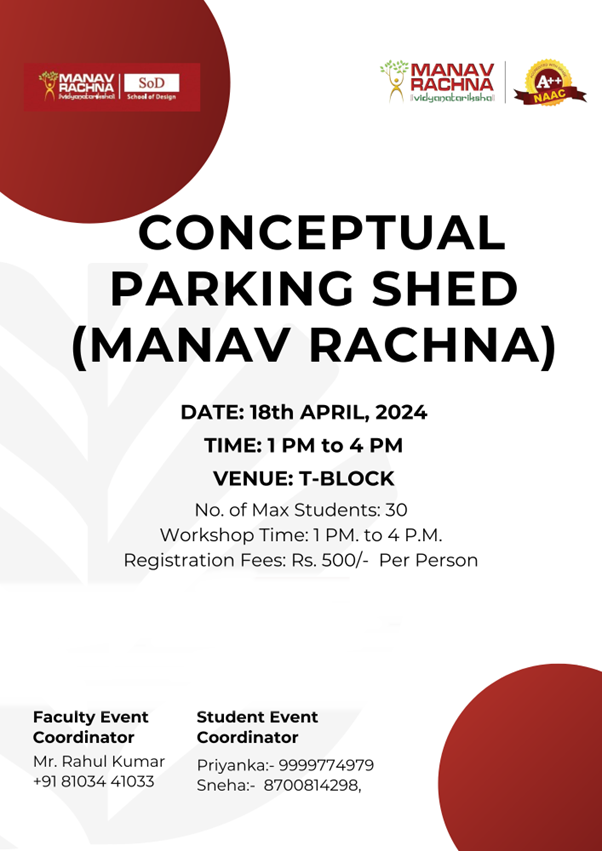 MANAV
RACHNA
vidyanatariksha
SoD
School of Design
MANAV
RACHNA
vidyanatariksha
A++
NAAC
CONCEPTUAL
PARKING SHED
(MANAV RACHNA)
DATE: 18th APRIL, 2024
TIME: 1 PM to 4 PM
VENUE: T-BLOCK
No. of Max Students: 30
Workshop Time: 1 PM. to 4 P.M.
Registration Fees: Rs. 500/-  Per Person
Faculty Event
Coordinator
Mr. Rahul Kumar
+91 81034 41033
Student Event
Coordinator
Priyanka:- 9999774979
Sneha:-  8700814298,